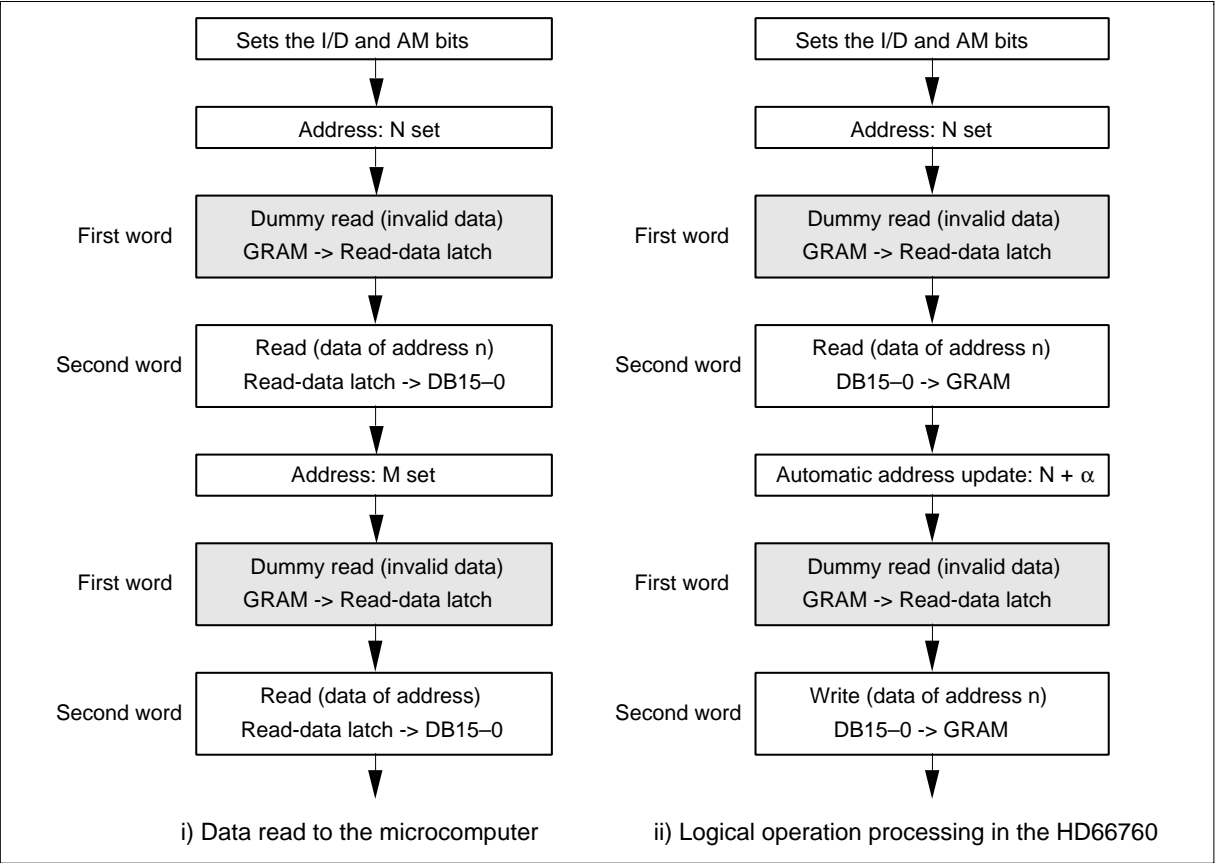 Sets the I/D and AM bits
Address: N set
First word
Dummy read (invalid data)
GRAM -> Read-data latch
Second word
Read (data of address n)
Read-data latch -> DB15–0
Address: M set
First word
Dummy read (invalid data)
GRAM -> Read-data latch
Second word
Read (data of address)
Read-data latch -> DB15–0
i) Data read to the microcomputer
Sets the I/D and AM bits
Address: N set
First word
Dummy read (invalid data)
GRAM -> Read-data latch
Second word
Read (data of address n)
DB15–0 -> GRAM
Automatic address update: N + α
First word
Dummy read (invalid data)
GRAM -> Read-data latch
Second word
Write (data of address n)
DB15–0 -> GRAM
ii) Logical operation processing in the HD66760